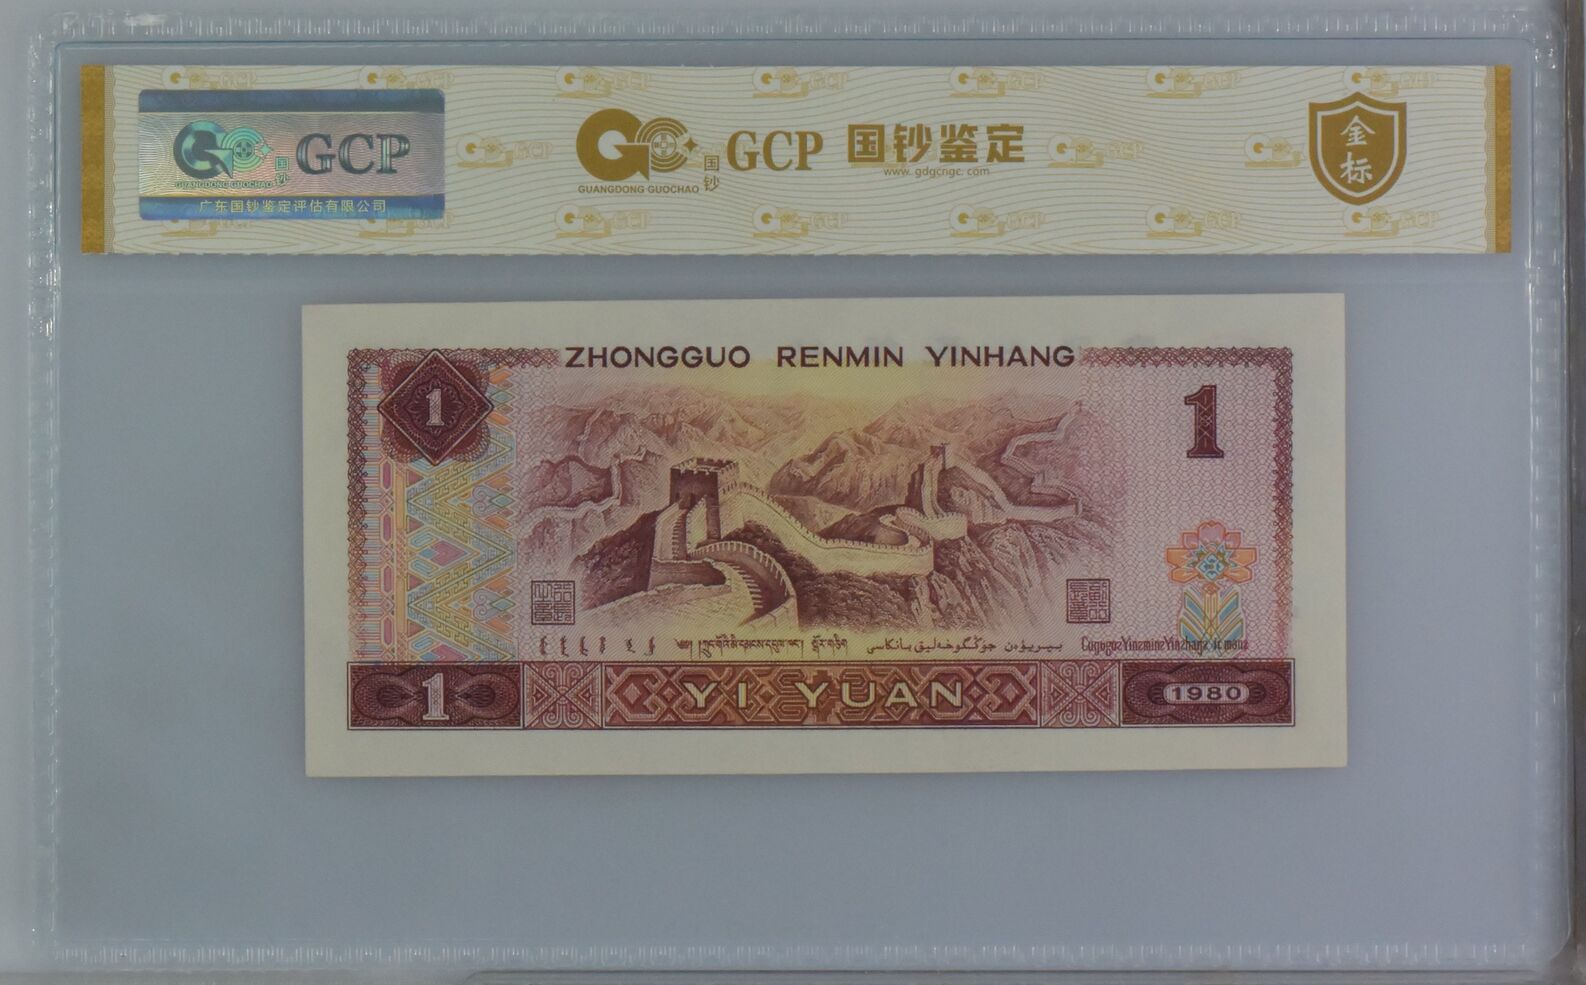 GCP
国钞
GUANGDONG GUOCHAO
广东国钞鉴定评估有限公司
GUANGDONG GUOCHAO
国钞
GCP 国钞鉴定
www.gdgcngc.com
金标
ZHONGGUO RENMIN YINHANG
1
1
1
YI YUAN
1980